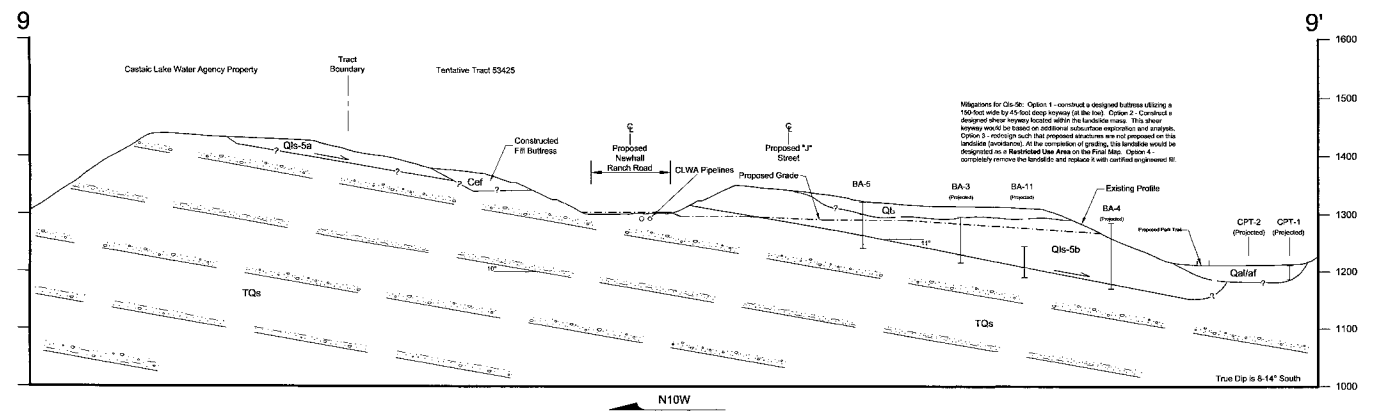 9
9'
1600
1500
1400
1300
1200
1100
1000
Castaic Lake Water Agency Property
Tract
Boundary
Tentative Tract 53425
Mitigations for Qls-5b: Option 1 - construct a designed buttress utilizing a
150-foot wide by 45-foot deep keyway (at the toe). Option 2 - Construct a
designed shear keyway located within the landslide mass. This shear
keyway would be based on additional subsurface exploration and analysis.
Option 3 - redesign such that proposed structures are not proposed on this
landslide (avoidance). At the completion of grading, this landslide would be
designated as a Restricted Use Area on the Final Map. Option 4 -
completely remove the landslide and replace it with certified engineered fill.
Qls-5a
?
?
?
Cef
?
Constructed
Fill Buttress
Proposed
Newhall
Ranch Road
CLWA Pipelines
Proposed "J"
Street
Proposed Grade
BA-5
BA-3
(Projected)
BA-11
(Projected)
Existing Profile
BA-4
(Projected)
Proposed Park Trail
CPT-2
(Projected)
CPT-1
(Projected)
?
Qt
11°
Qls-5b
Qal/af
?
?
10°
TQs
TQs
True Dip is 8-14° South
N10W